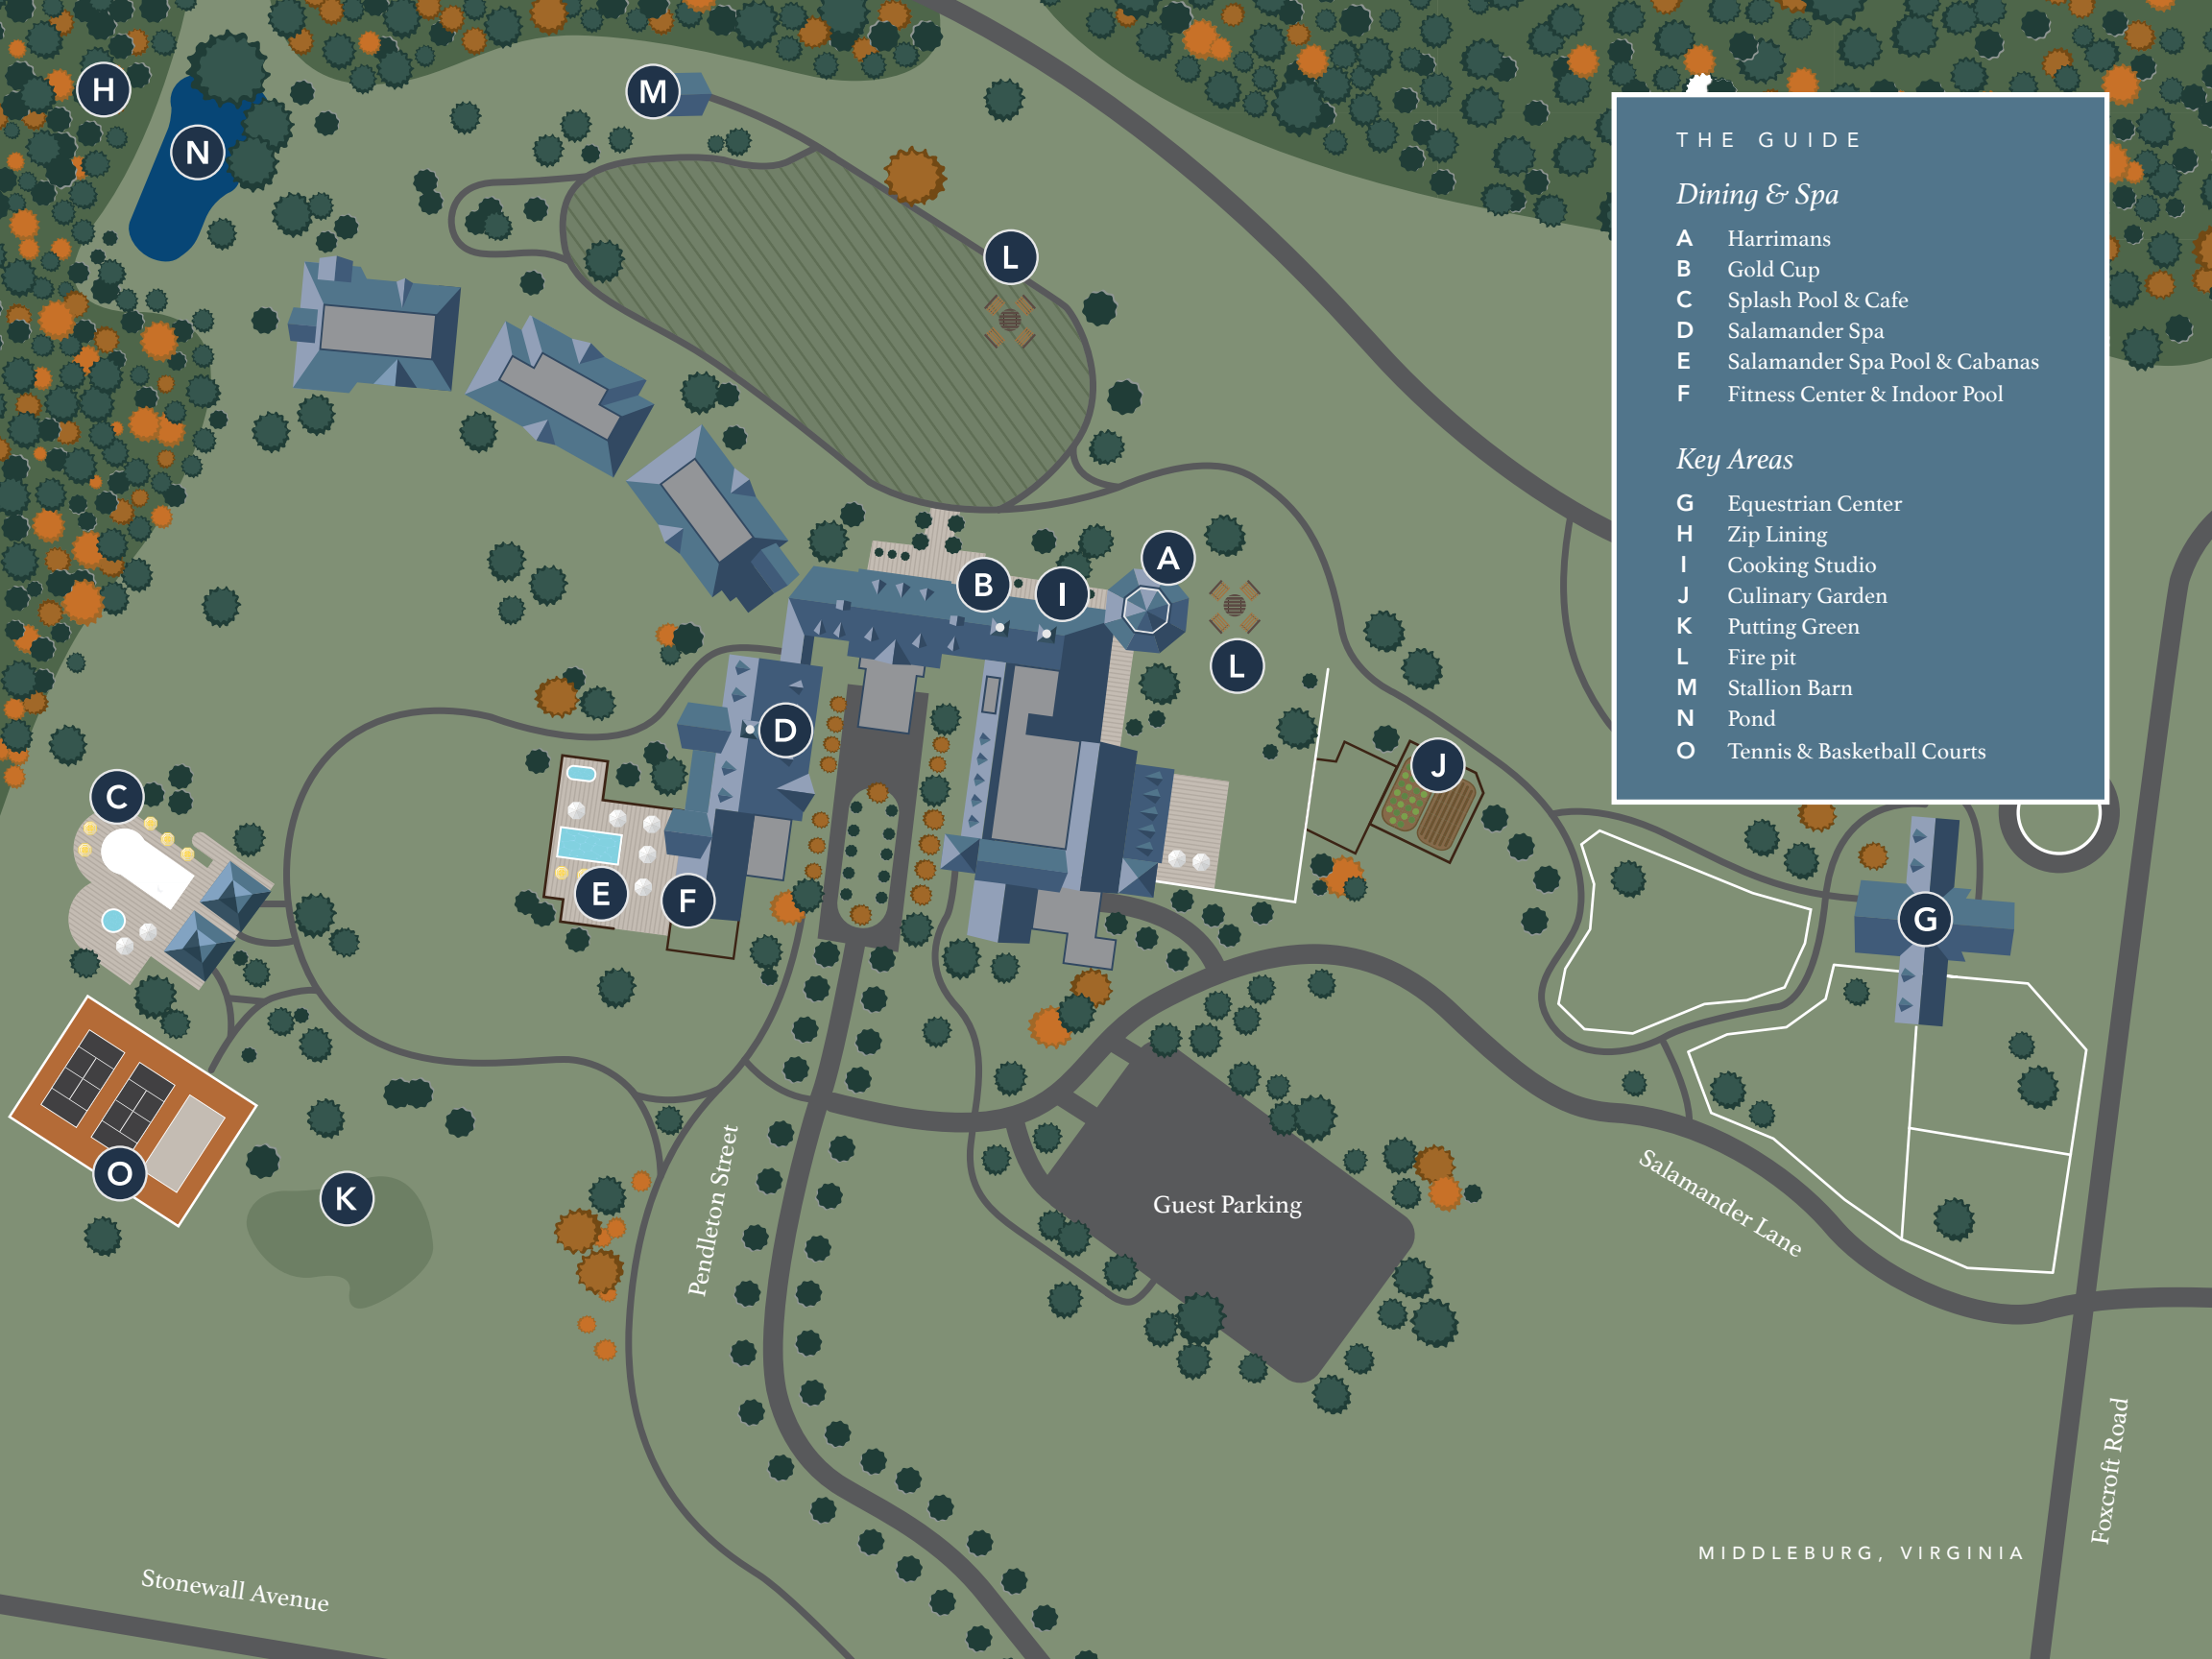 THE GUIDE
Dining & Spa
A Harrimans
B Gold Cup
C Splash Pool & Cafe
D Salamander Spa
E Salamander Spa Pool & Cabanas
F Fitness Center & Indoor Pool
Key Areas
G Equestrian Center
H Zip Lining
I Cooking Studio
J Culinary Garden
K Putting Green
L Fire pit
M Stallion Barn
N Pond
O Tennis & Basketball Courts
H
M
N
L
A
B
I
L
D
J
C
E
F
G
O
K
Guest Parking
Pendleton Street
Salamander Lane
Foxcroft Road
MIDDLEBURG, VIRGINIA
Stonewall Avenue